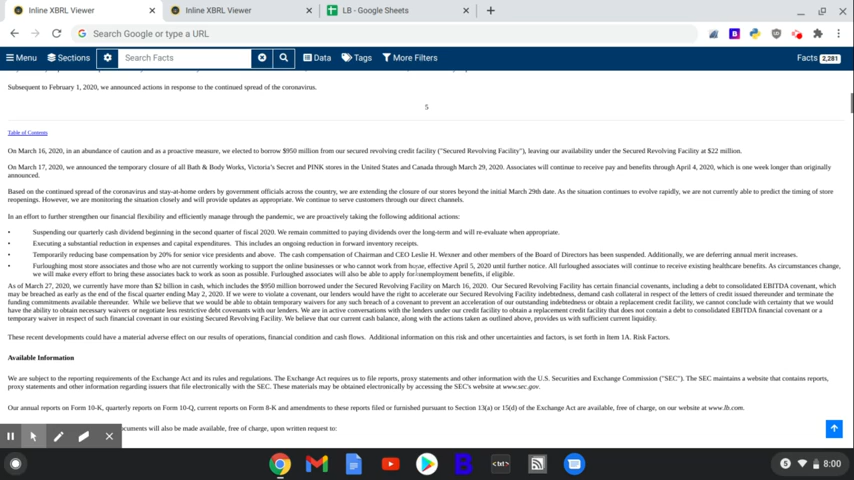 Inline XBRL Viewer
Inline XBRL Viewer
LB - Google Sheets
Search Google or type a URL
Menu Sections Search Facts Data Tags More Filters Facts 2,281
Subsequent to February 1, 2020, we announced actions in response to the continued spread of the coronavirus.
5
Table of Contents
On March 16, 2020, in an abundance of caution and as a proactive measure, we elected to borrow $950 million from our secured revolving credit facility ("Secured Revolving Facility"), leaving our availability under the Secured Revolving Facility at $22 million.
On March 17, 2020, we announced the temporary closure of all Bath & Body Works, Victoria's Secret and PINK stores in the United States and Canada through March 29, 2020. Associates will continue to receive pay and benefits through April 4, 2020, which is one week longer than originally
announced.
Based on the continued spread of the coronavirus and stay-at-home orders by government officials across the country, we are extending the closure of our stores beyond the initial March 29th date. As the situation continues to evolve rapidly, we are not currently able to predict the timing of store
reopenings. However, we are monitoring the situation closely and will provide updates as appropriate. We continue to serve customers through our direct channels.
In an effort to further strengthen our financial flexibility and efficiently manage through the pandemic, we are proactively taking the following additional actions:
• Suspending our quarterly cash dividend beginning in the second quarter of fiscal 2020. We remain committed to paying dividends over the long-term and will re-evaluate when appropriate.
• Executing a substantial reduction in expenses and capital expenditures. This includes an ongoing reduction in forward inventory receipts.
• Temporarily reducing base compensation by 20% for senior vice presidents and above. The cash compensation of Chairman and CEO Leslie H. Wexner and other members of the Board of Directors has been suspended. Additionally, we are deferring annual merit increases.
• Furloughing most store associates and those who are not currently working to support the online businesses or who cannot work from home, effective April 5, 2020 until further notice. All furloughed associates will continue to receive existing healthcare benefits. As circumstances change,
we will make every effort to bring these associates back to work as soon as possible. Furloughed associates will also be able to apply for unemployment benefits, if eligible.
As of March 27, 2020, we have more than $2 billion in cash, which includes the $950 million borrowed under the Secured Revolving Facility on March 16, 2020. Our Secured Revolving Facility has certain financial covenants, including a debt to consolidated EBITDA covenant, which
may be breached as early as the end of the fiscal quarter ending May 2, 2020. If we were to violate a covenant, our lenders would have the right to accelerate our Secured Revolving Facility indebtedness, demand cash collateral in respect of the letters of credit issued thereunder and terminate the
funding commitments available thereunder. While we believe that we would be able to obtain temporary waivers for any such breach of a covenant to prevent an acceleration of our outstanding indebtedness or obtain a replacement credit facility, we cannot conclude with certainty that we would
have the ability to obtain necessary waivers or negotiate less restrictive debt covenants with our lenders. We are in active conversations with the lenders under our credit facility to obtain a replacement credit facility that does not contain a debt to consolidated EBITDA financial covenant or a
temporary waiver in respect of such financial covenant in our existing Secured Revolving Facility. We believe that our current cash balance, along with the actions taken as outlined above, provides us with sufficient current liquidity.
These recent developments could have a material adverse effect on our results of operations, financial condition and cash flows. Additional information on this risk and other uncertainties and factors, is set forth in Item 1A. Risk Factors.
Available Information
We are subject to the reporting requirements of the Exchange Act and its rules and regulations. The Exchange Act requires us to file reports, proxy statements and other information with the U.S. Securities and Exchange Commission ("SEC"). The SEC maintains a website that contains reports,
proxy statements and other information regarding issuers that file electronically with the SEC. These materials may be obtained electronically by accessing the SEC's website at www.sec.gov.
Our annual reports on Form 10-K, quarterly reports on Form 10-Q, current reports on Form 8-K and amendments to these reports filed or furnished pursuant to Section 13(a) or 15(d) of the Exchange Act are available, free of charge, on our website at www.lb.com.
will also be made available, free of charge, upon written request to:
<txt>
8:00